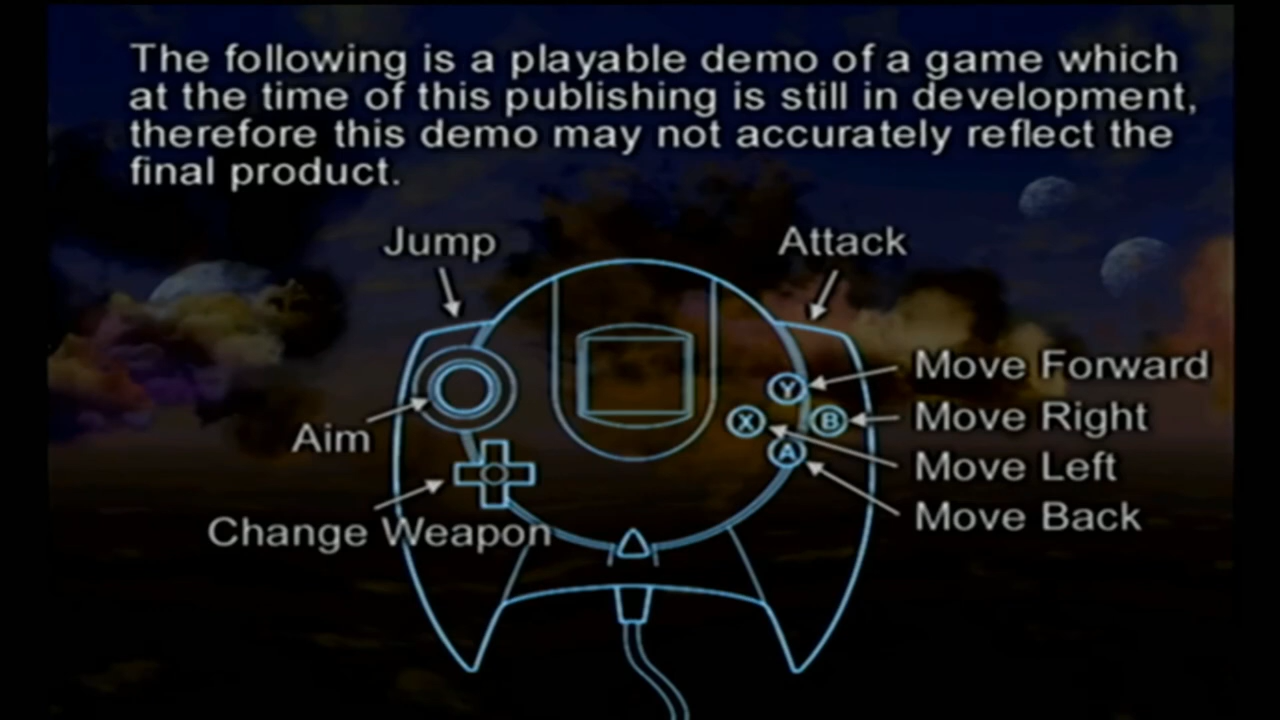 The following is a playable demo of a game which
at the time of this publishing is still in development,
therefore this demo may not accurately reflect the
final product.
Jump
Attack
Move Forward
Y
Move Right
X
B
Aim
Move Left
A
Move Back
Change Weapon